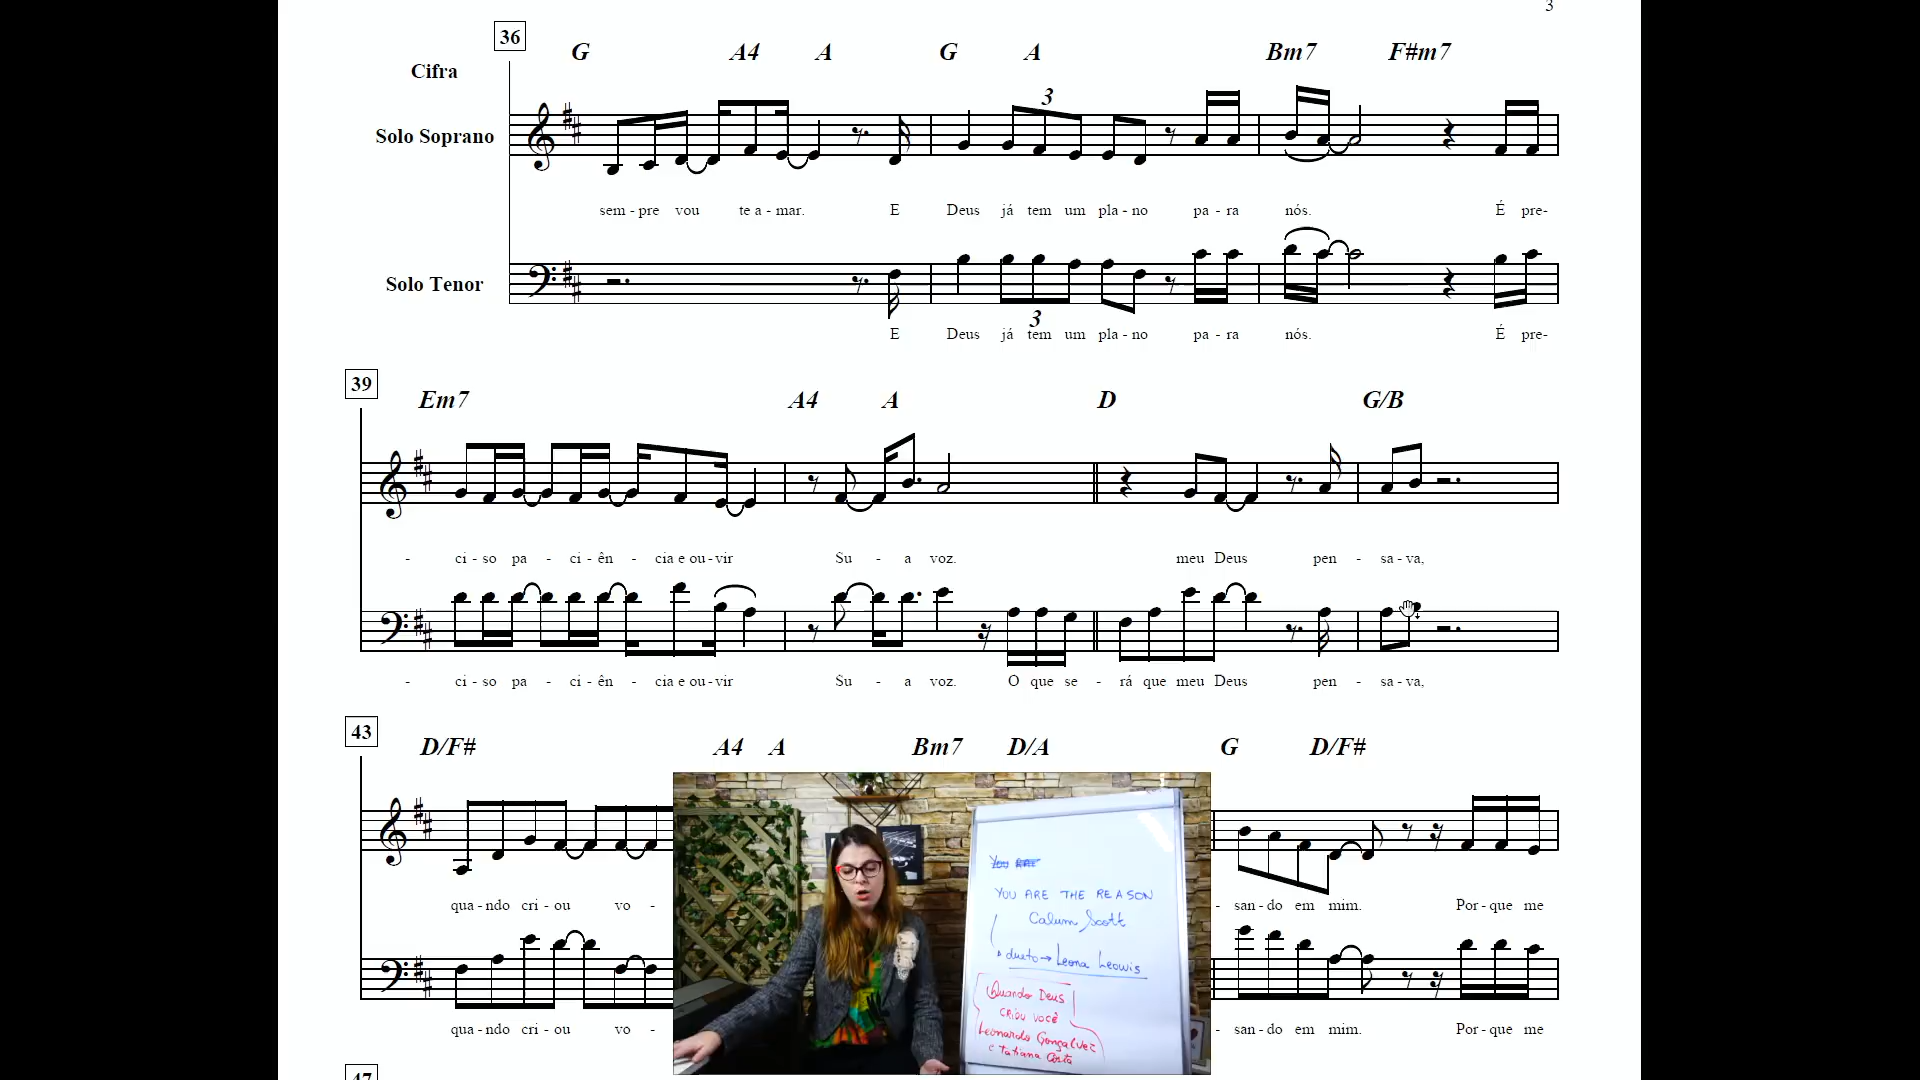 3
36
G A4 A G A Bm7 F#m7
Cifra
3
Solo Soprano
sem - pre vou te a - mar. E Deus já tem um pla - no pa - ra nós. É pre-
Solo Tenor
3
E Deus já tem um pla - no pa - ra nós. É pre-
39
Em7 A4 A D G/B
- ci - so pa - ci - ên - cia e ou - vir Su - a voz. meu Deus pen - sa - va,
- ci - so pa - ci - ên - cia e ou - vir Su - a voz. O que se - rá que meu Deus pen - sa - va,
43
D/F# A4 A Bm7 D/A G D/F#
qua - ndo cri - ou vo - - san - do em mim. Por - que me
qua - ndo cri - ou vo - - san - do em mim. Por - que me
47
You
YOU ARE THE REASON
Calum Scott
dueto → Leona Leowis
Quando Deus
CRIOU VOCÊ
Leonardo Gonçalvez
e Tatiana Costa